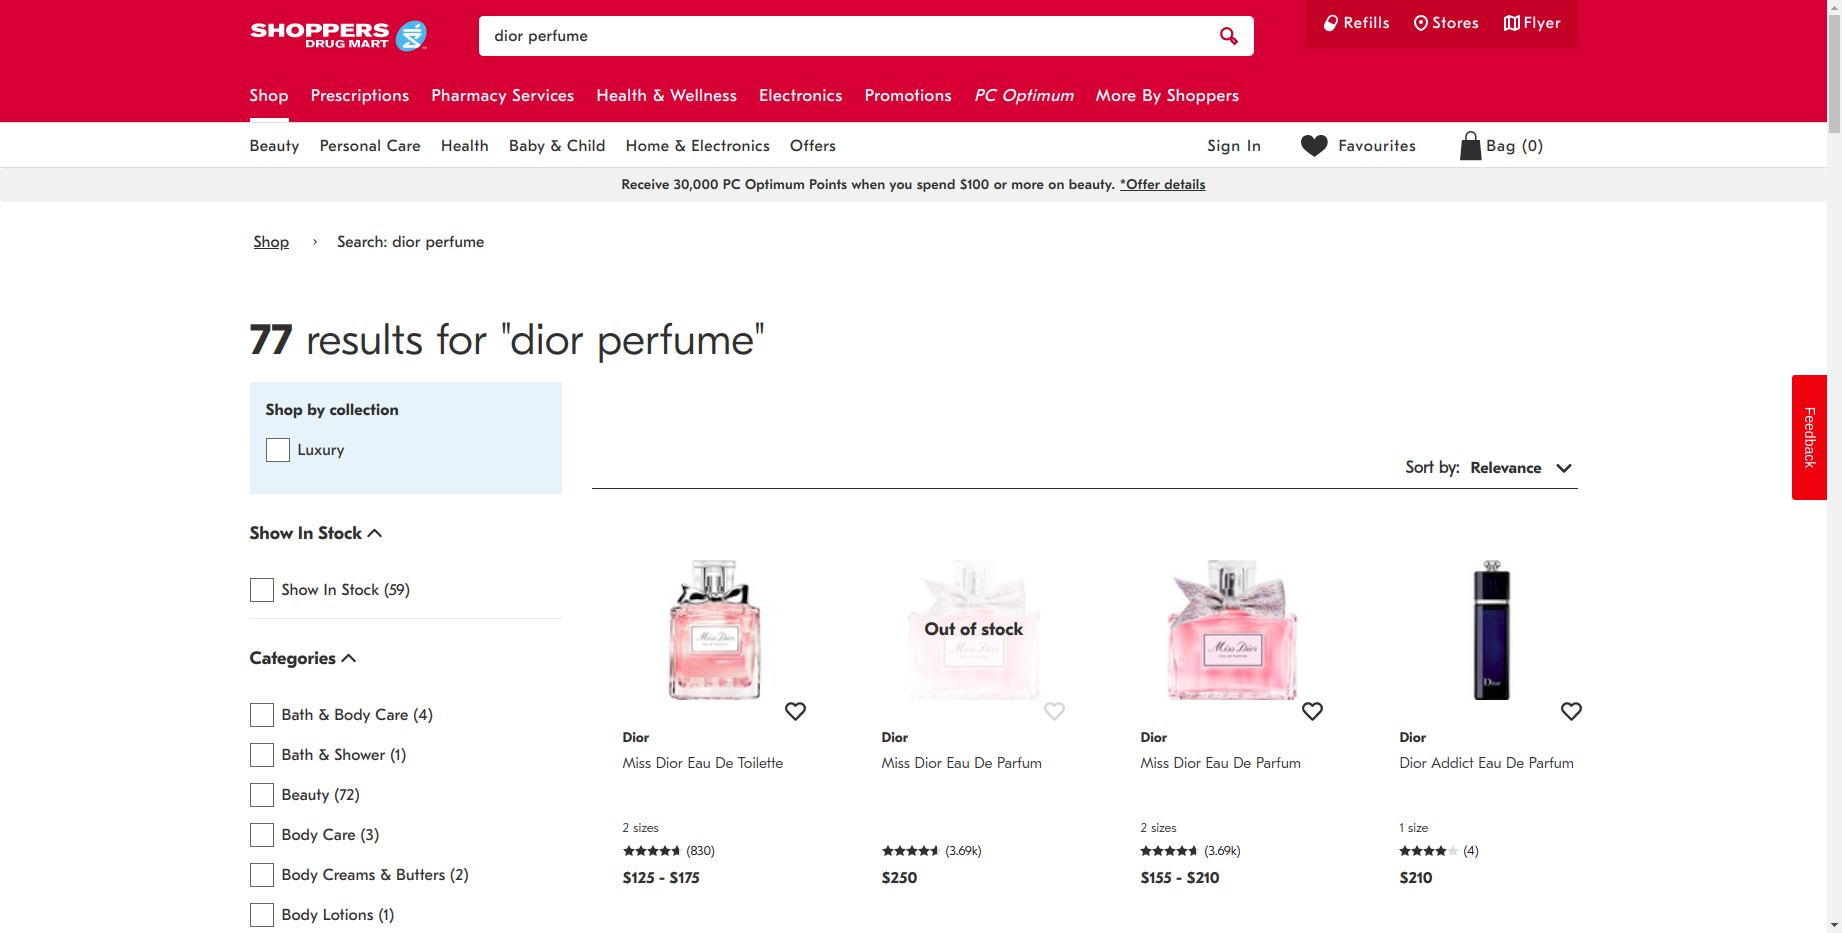 SHOPPERS
DRUG MART
dior perfume
Refills
Stores
Flyer
Shop
Prescriptions
Pharmacy Services
Health & Wellness
Electronics
Promotions
PC Optimum
More By Shoppers
Beauty
Personal Care
Health
Baby & Child
Home & Electronics
Offers
Sign In
Favourites
Bag (0)
Receive 30,000 PC Optimum Points when you spend $100 or more on beauty. *Offer details
Shop › Search: dior perfume
77 results for "dior perfume"
Shop by collection
Luxury
Sort by: Relevance
Feedback
Show In Stock
Show In Stock (59)
Categories
Bath & Body Care (4)
Bath & Shower (1)
Beauty (72)
Body Care (3)
Body Creams & Butters (2)
Body Lotions (1)
Miss Dior
Dior
Miss Dior Eau De Toilette
2 sizes
(830)
$125 - $175
Out of stock
Miss Dior
Dior
Miss Dior Eau De Parfum
(3.69k)
$250
Miss Dior
Dior
Miss Dior Eau De Parfum
2 sizes
(3.69k)
$155 - $210
Dior
Dior
Dior Addict Eau De Parfum
1 size
(4)
$210